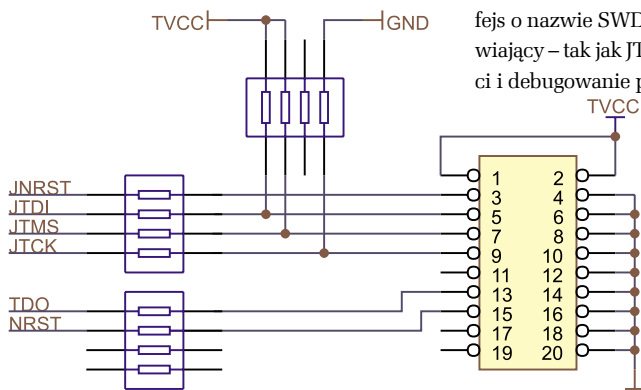 TVCC
GND
fejs o nazwie SWD
wiający – tak jak JT
ci i debugowanie p
TVCC
JNRST
JTDI
JTMS
JTCK
TDO
NRST
1 2
3 4
5 6
7 8
9 10
11 12
13 14
15 16
17 18
19 20